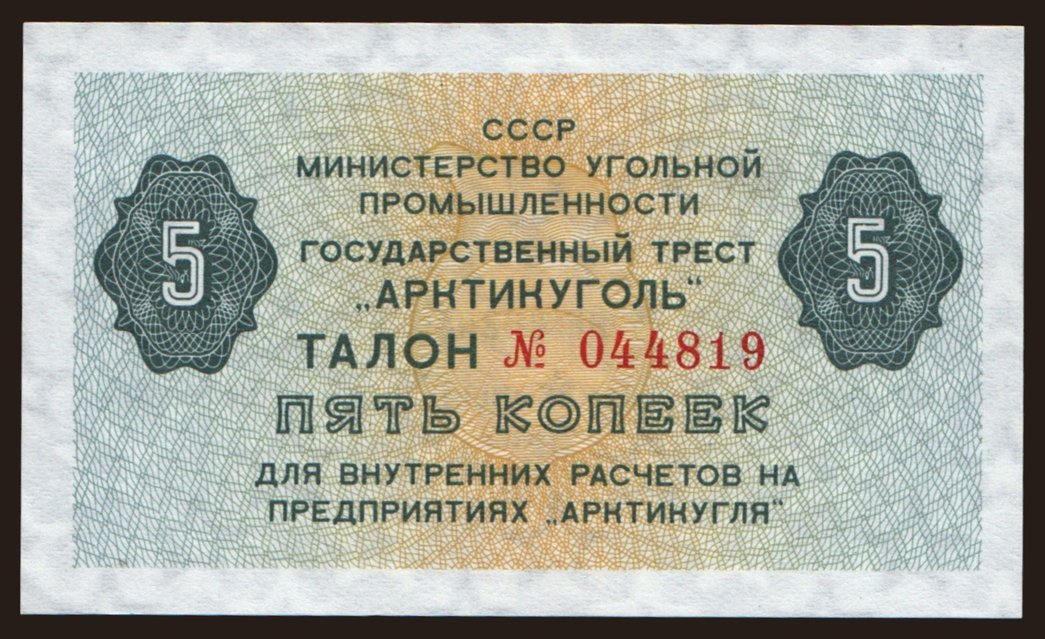 СССР
МИНИСТЕРСТВО УГОЛЬНОЙ
ПРОМЫШЛЕННОСТИ
ГОСУДАРСТВЕННЫЙ ТРЕСТ
„АРКТИКУГОЛЬ“
5
5
ТАЛОН № 044819
ПЯТЬ КОПЕЕК
ДЛЯ ВНУТРЕННИХ РАСЧЕТОВ НА
ПРЕДПРИЯТИЯХ „АРКТИКУГЛЯ“